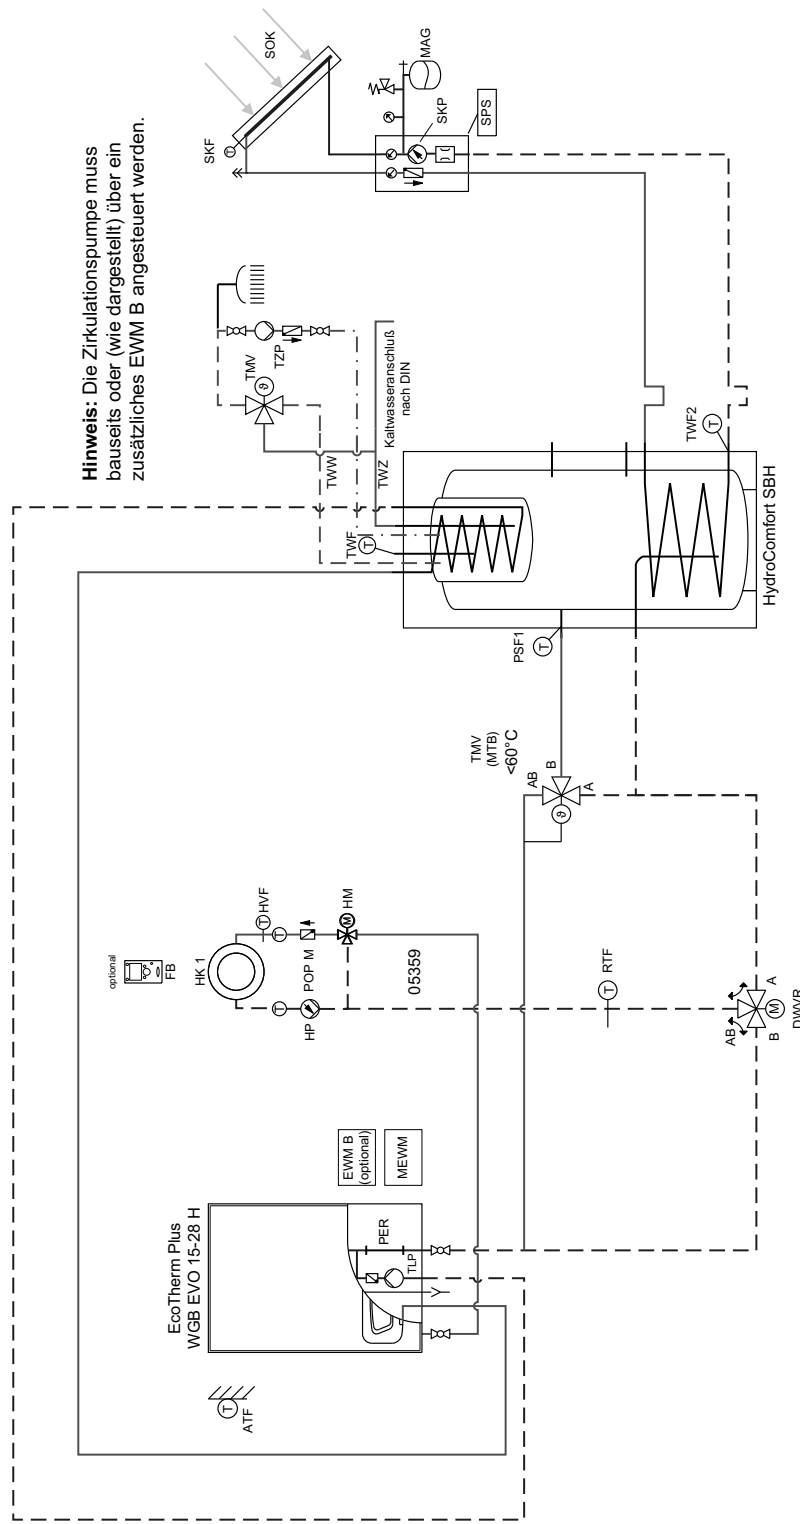 Hinweis: Die Zirkulationspumpe muss
bauseits oder (wie dargestellt) über ein
zusätzliches EWM B angesteuert werden.
SOK
SKF
T
MAG
SKP
SPS
TMV
ϑ
TZP
TWW
TWZ
Kaltwasseranschluß
nach DIN
TWF
T
TWF2
T
HydroComfort SBH
PSF1
T
TMV
(MTB)
<60°C
AB
B
A
ϑ
optional
FB
HK 1
HVF
T
T
POP M
HM
M
HP
T
05359
RTF
T
AB
A
B
M
DWVR
EWM B
(optional)
MEWM
EcoTherm Plus
WGB EVO 15-28 H
PER
TLP
ATF
T